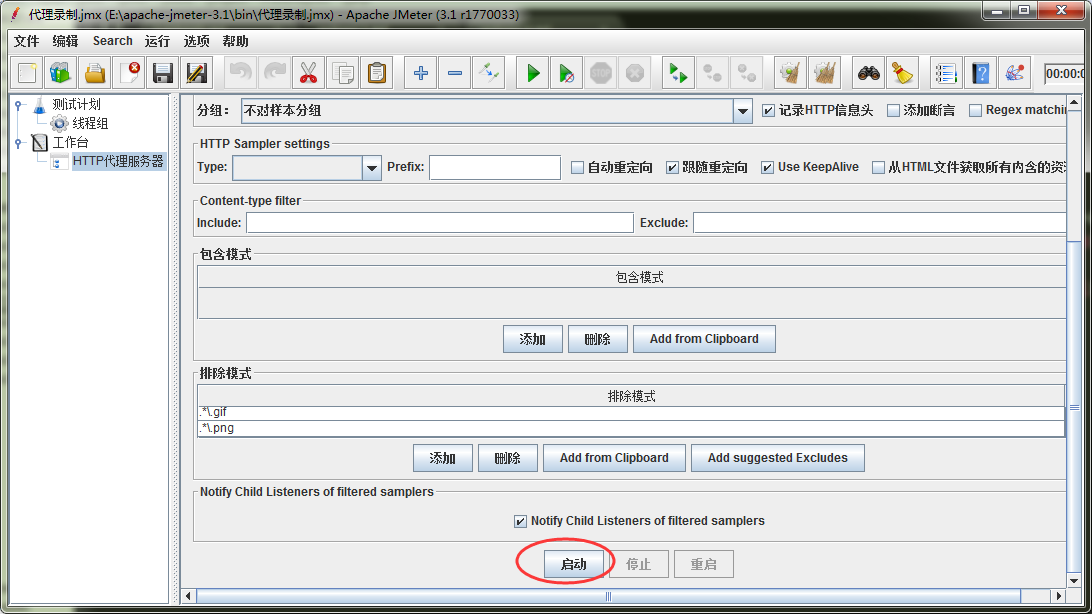 代理录制.jmx (E:\apache-jmeter-3.1\bin\代理录制.jmx) - Apache JMeter (3.1 r1770033)
文件 编辑 Search 运行 选项 帮助
STOP
00:00:0
测试计划
线程组
工作台
HTTP代理服务器
分组： 不对样本分组 记录HTTP信息头 添加断言 Regex matchin
HTTP Sampler settings
Type: Prefix: 自动重定向 跟随重定向 Use KeepAlive 从HTML文件获取所有内含的资
Content-type filter
Include: Exclude:
包含模式
包含模式
添加 删除 Add from Clipboard
排除模式
排除模式
.*\.gif
.*\.png
添加 删除 Add from Clipboard Add suggested Excludes
Notify Child Listeners of filtered samplers
Notify Child Listeners of filtered samplers
启动 停止 重启